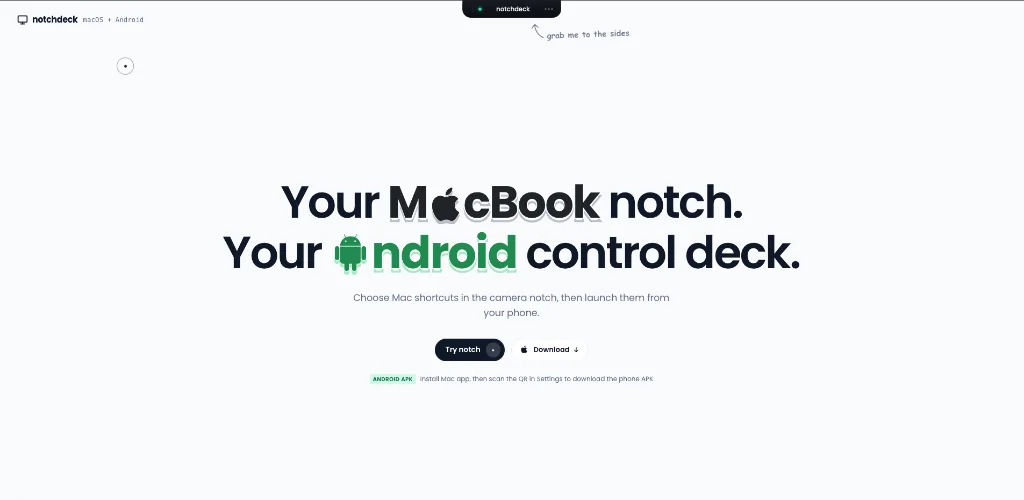 notchdeck macOS + Android
notchdeck
grab me to the sides
Your MacBook notch.
Your Android control deck.
Choose Mac shortcuts in the camera notch, then launch them from
your phone.
Try notch
Download ↓
ANDROID APK Install Mac app, then scan the QR in Settings to download the phone APK